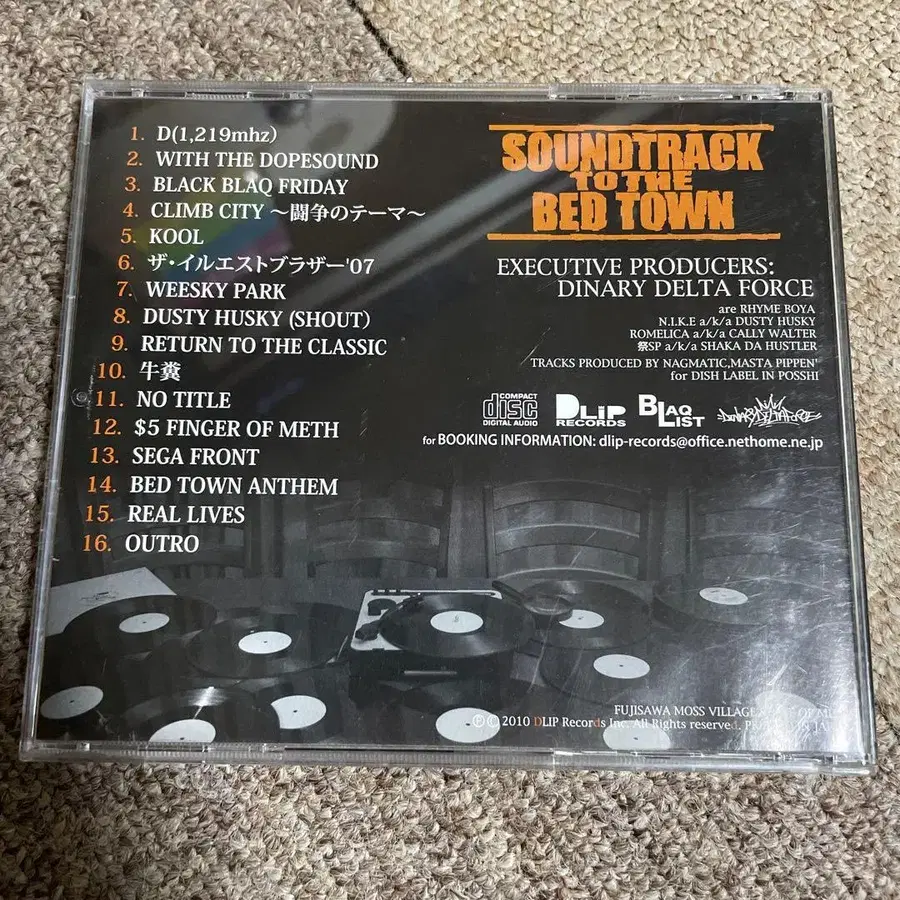 1. D(1,219mhz)
2. WITH THE DOPESOUND
3. BLACK BLAQ FRIDAY
4. CLIMB CITY ～闘争のテーマ～
5. KOOL
6. ザ・イルエストブラザー'07
7. WEESKY PARK
8. DUSTY HUSKY (SHOUT)
9. RETURN TO THE CLASSIC
10. 牛糞
11. NO TITLE
12. $5 FINGER OF METH
13. SEGA FRONT
14. BED TOWN ANTHEM
15. REAL LIVES
16. OUTRO
SOUNDTRACK
TO THE
BED TOWN
EXECUTIVE PRODUCERS:
DINARY DELTA FORCE
are RHYME BOYA
N.I.K.E a/k/a DUSTY HUSKY
ROMELICA a/k/a CALLY WALTER
祭SP a/k/a SHAKA DA HUSTLER
TRACKS PRODUCED BY NAGMATIC,MASTA PIPPEN'
for DISH LABEL IN POSSHI
COMPACT
disc
DIGITAL AUDIO
DLiP
RECORDS
BLAQ
LIST
DINARY DELTA FORCE
for BOOKING INFORMATION: dlip-records@office.nethome.ne.jp
FUJISAWA MOSS VILLAGE
Ⓟ Ⓒ 2010 DLIP Records Inc. All Rights reserved.